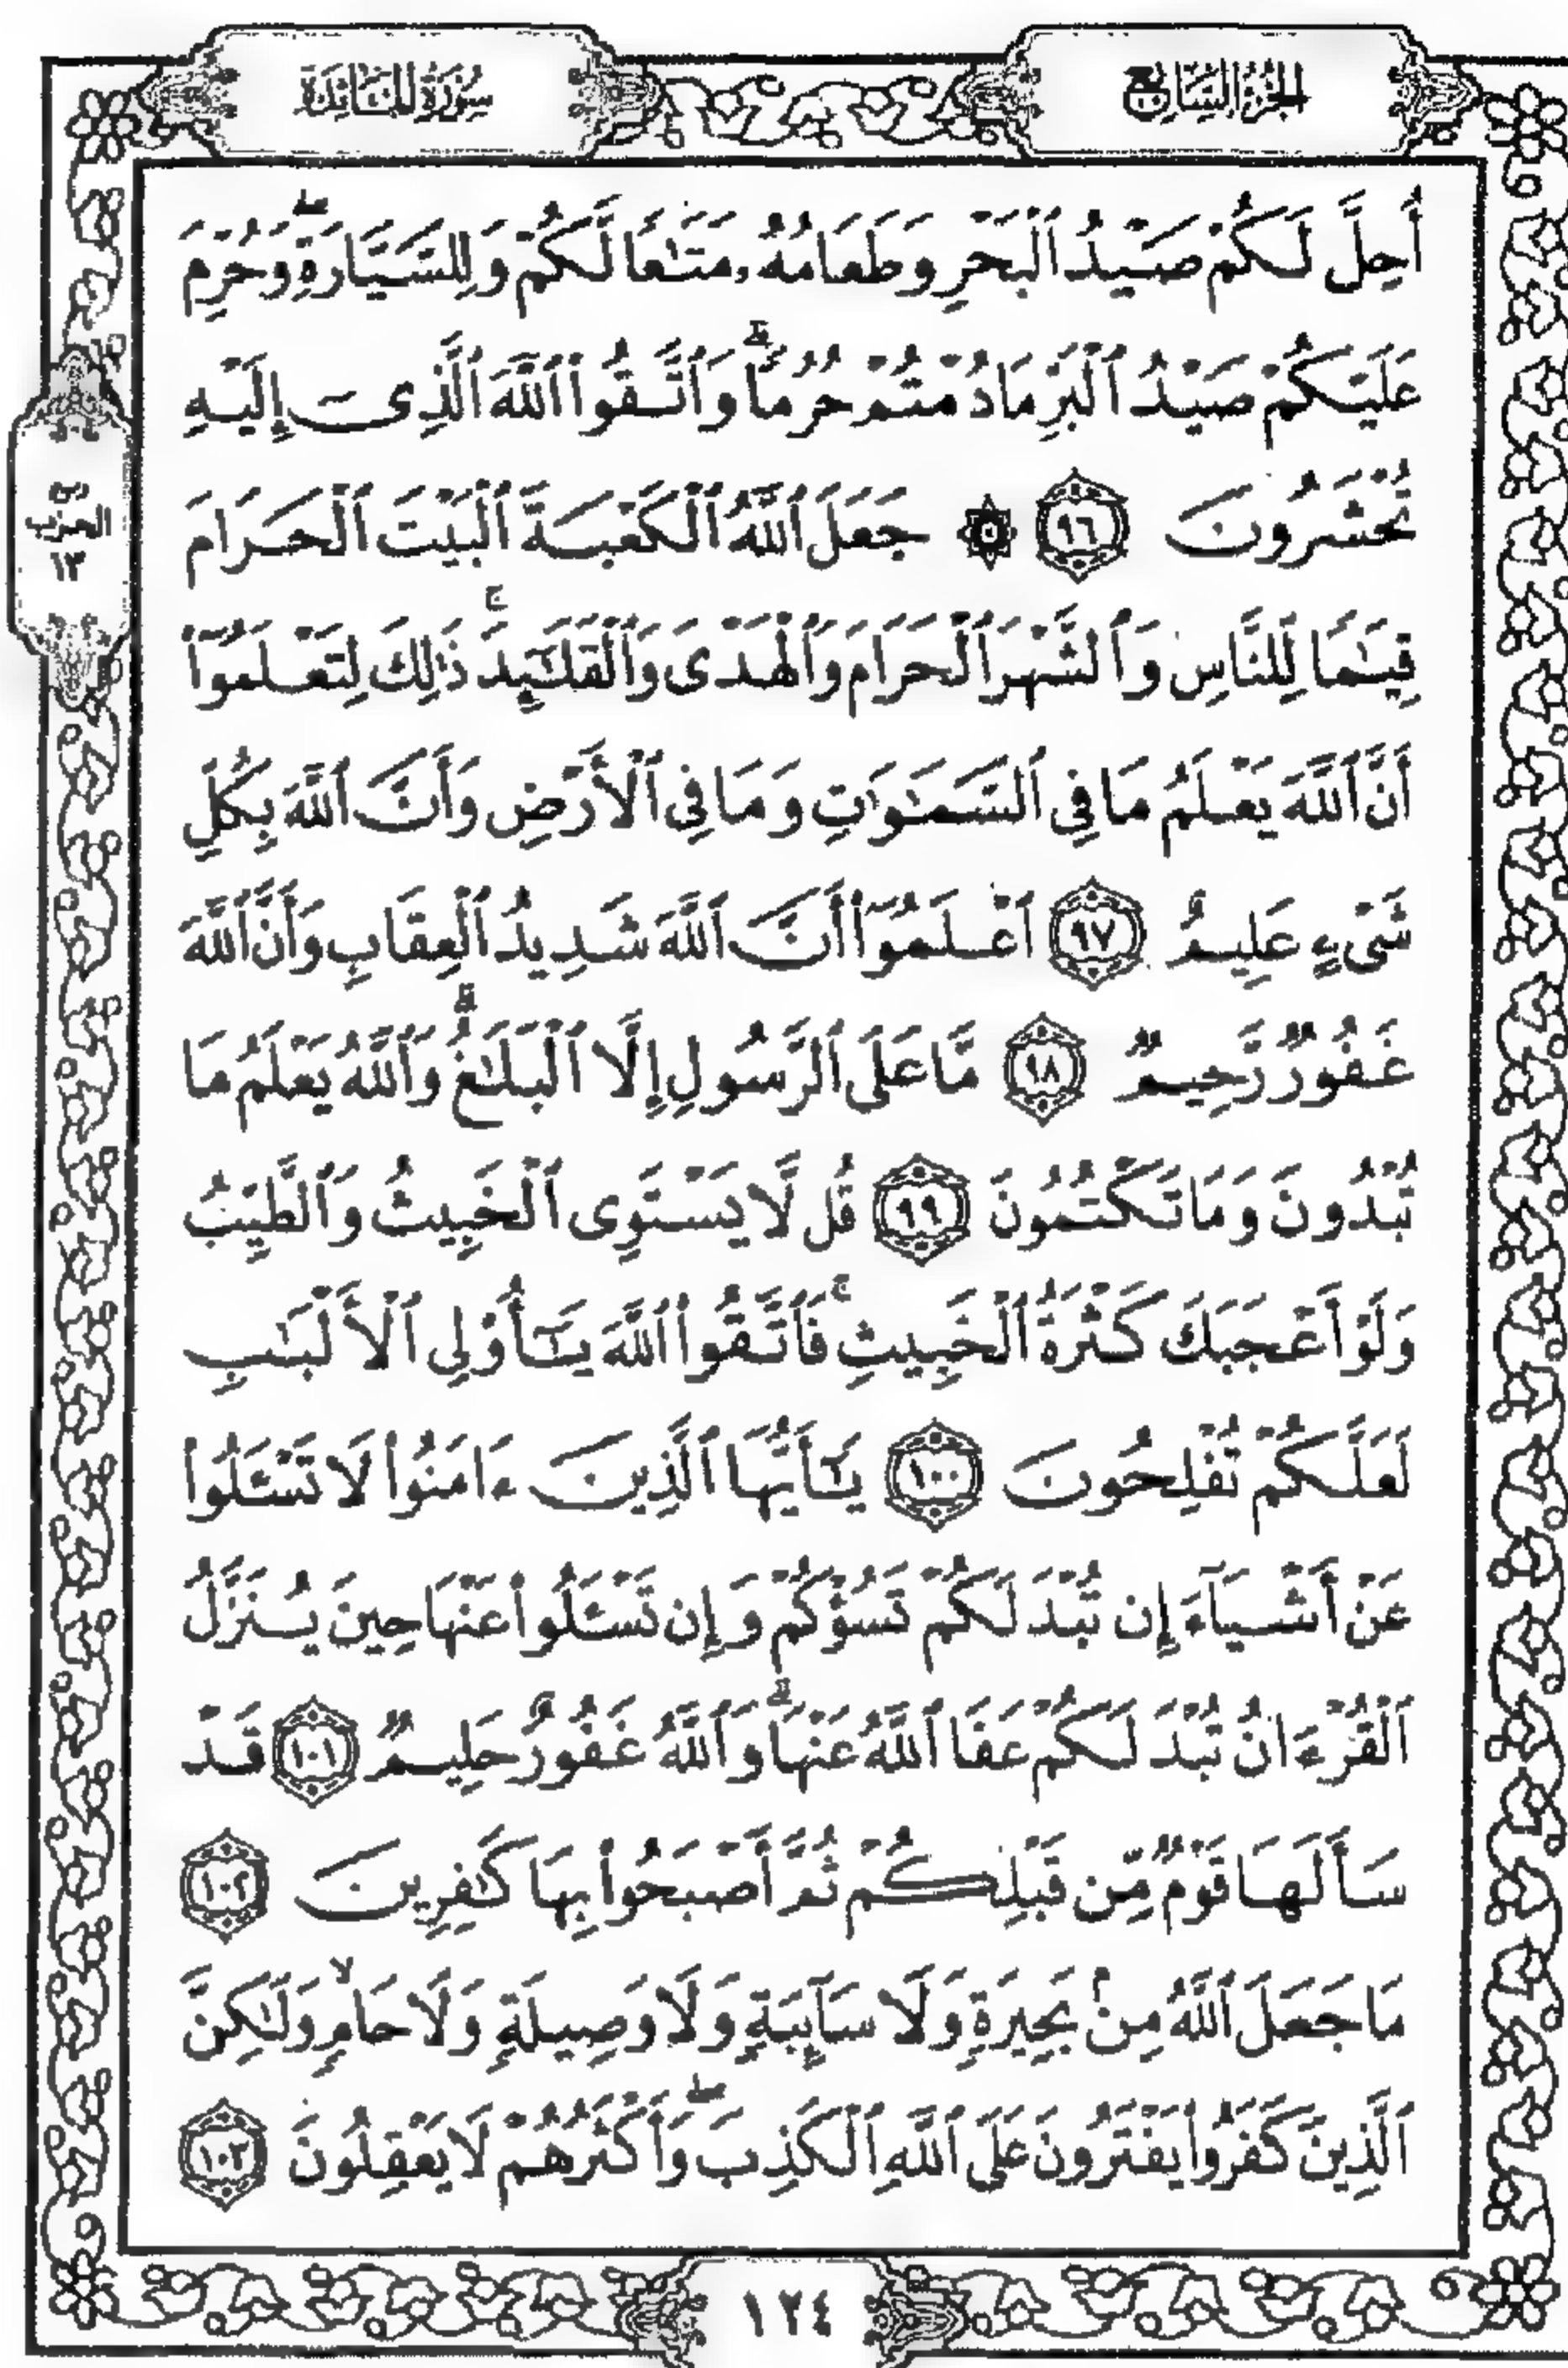 الجزء السابع
سورة المائدة
أُحِلَّ لَكُمْ صَيْدُ ٱلْبَحْرِ وَطَعَامُهُۥ مَتَٰعًا لَّكُمْ وَلِلسَّيَّارَةِ ۖ وَحُرِّمَ
عَلَيْكُمْ صَيْدُ ٱلْبَرِّ مَا دُمْتُمْ حُرُمًا ۗ وَٱتَّقُوا۟ ٱللَّهَ ٱلَّذِىٓ إِلَيْهِ
تُحْشَرُونَ ٩٦ ۞ جَعَلَ ٱللَّهُ ٱلْكَعْبَةَ ٱلْبَيْتَ ٱلْحَرَامَ
قِيَٰمًا لِّلنَّاسِ وَٱلشَّهْرَ ٱلْحَرَامَ وَٱلْهَدْىَ وَٱلْقَلَٰٓئِدَ ۚ ذَٰلِكَ لِتَعْلَمُوٓا۟
أَنَّ ٱللَّهَ يَعْلَمُ مَا فِى ٱلسَّمَٰوَٰتِ وَمَا فِى ٱلْأَرْضِ وَأَنَّ ٱللَّهَ بِكُلِّ
شَىْءٍ عَلِيمٌ ٩٧ ٱعْلَمُوٓا۟ أَنَّ ٱللَّهَ شَدِيدُ ٱلْعِقَابِ وَأَنَّ ٱللَّهَ
غَفُورٌ رَّحِيمٌ ٩٨ مَّا عَلَى ٱلرَّسُولِ إِلَّا ٱلْبَلَٰغُ ۗ وَٱللَّهُ يَعْلَمُ مَا
تُبْدُونَ وَمَا تَكْتُمُونَ ٩٩ قُل لَّا يَسْتَوِى ٱلْخَبِيثُ وَٱلطَّيِّبُ
وَلَوْ أَعْجَبَكَ كَثْرَةُ ٱلْخَبِيثِ ۚ فَٱتَّقُوا۟ ٱللَّهَ يَٰٓأُو۟لِى ٱلْأَلْبَٰبِ
لَعَلَّكُمْ تُفْلِحُونَ ١٠٠ يَٰٓأَيُّهَا ٱلَّذِينَ ءَامَنُوا۟ لَا تَسْـَٔلُوا۟
عَنْ أَشْيَآءَ إِن تُبْدَ لَكُمْ تَسُؤْكُمْ وَإِن تَسْـَٔلُوا۟ عَنْهَا حِينَ يُنَزَّلُ
ٱلْقُرْءَانُ تُبْدَ لَكُمْ عَفَا ٱللَّهُ عَنْهَا ۗ وَٱللَّهُ غَفُورٌ حَلِيمٌ ١٠١ قَدْ
سَأَلَهَا قَوْمٌ مِّن قَبْلِكُمْ ثُمَّ أَصْبَحُوا۟ بِهَا كَٰفِرِينَ ١٠٢
مَا جَعَلَ ٱللَّهُ مِنۢ بَحِيرَةٍ وَلَا سَآئِبَةٍ وَلَا وَصِيلَةٍ وَلَا حَامٍ ۙ وَلَٰكِنَّ
ٱلَّذِينَ كَفَرُوا۟ يَفْتَرُونَ عَلَى ٱللَّهِ ٱلْكَذِبَ ۖ وَأَكْثَرُهُمْ لَا يَعْقِلُونَ ١٠٣
ربع
الحزب
١٣
١٢٤